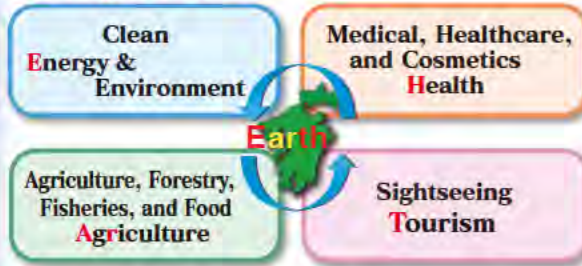 Clean
Energy &
Environment
Medical, Healthcare,
and Cosmetics
Health
Earth
Agriculture, Forestry,
Fisheries, and Food
Agriculture
Sightseeing
Tourism